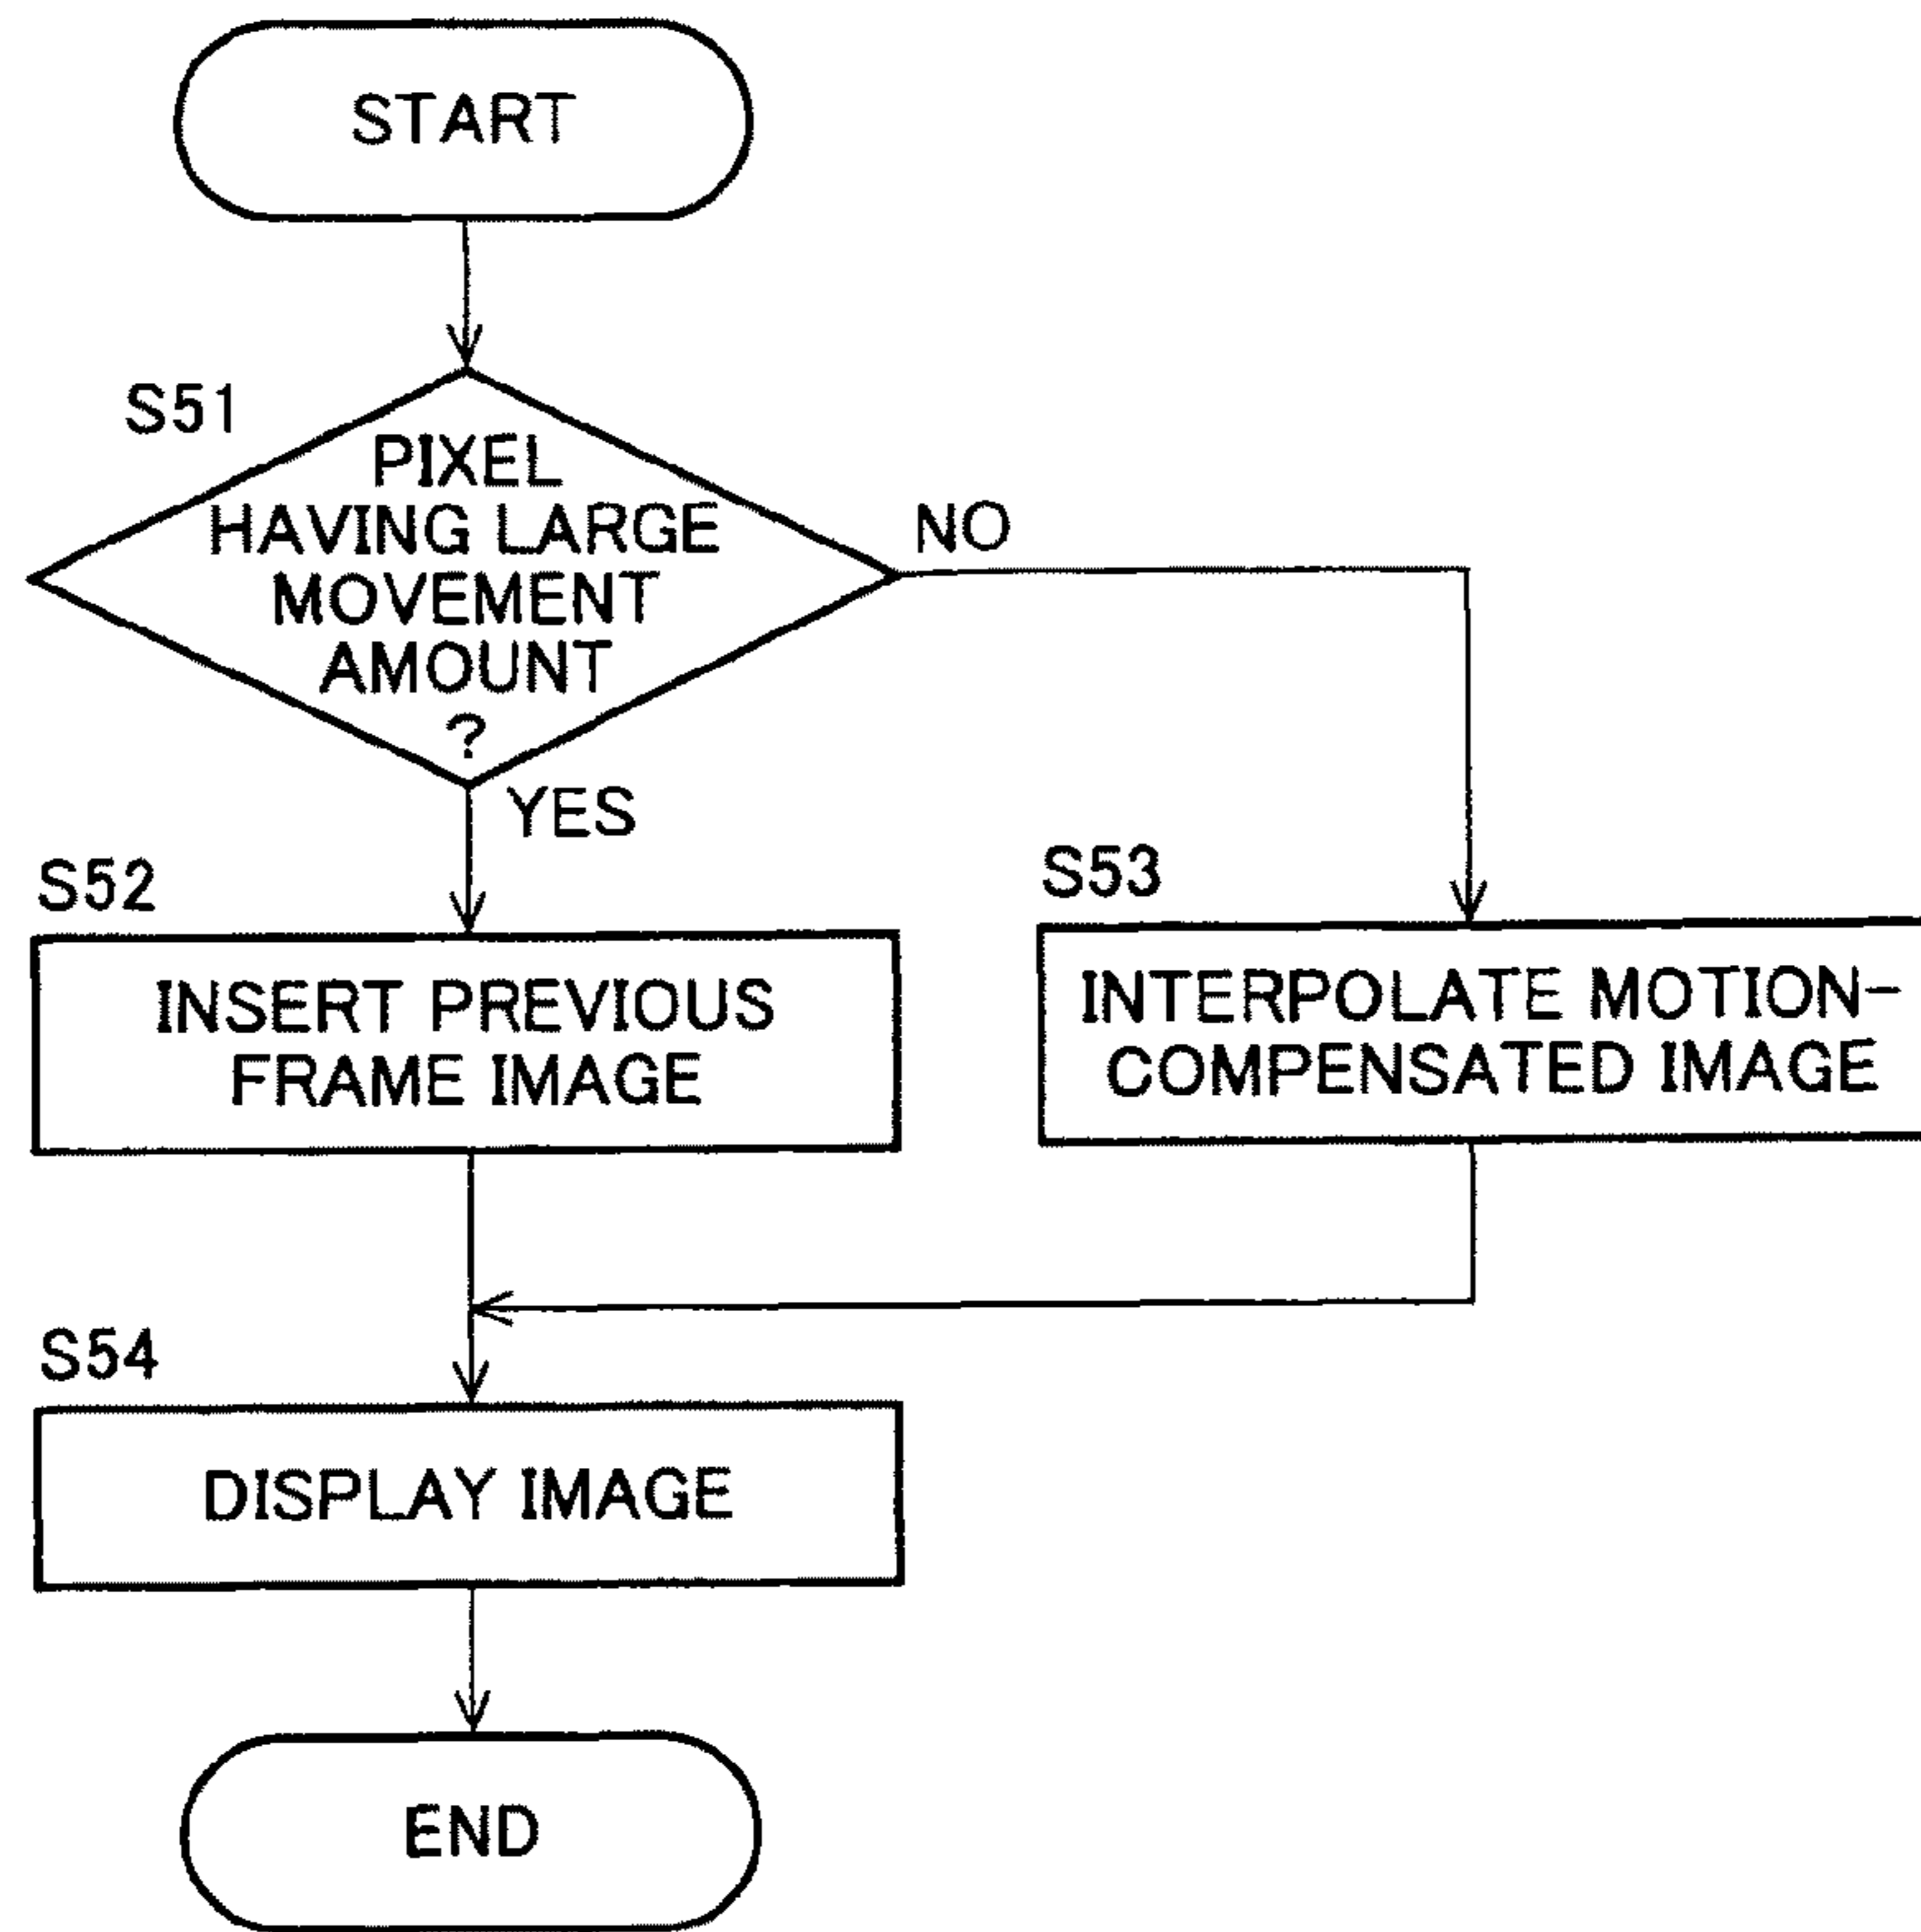 START
S51
PIXEL
HAVING LARGE
MOVEMENT
AMOUNT
?
NO
YES
S52
INSERT PREVIOUS
FRAME IMAGE
S53
INTERPOLATE MOTION-
COMPENSATED IMAGE
S54
DISPLAY IMAGE
END